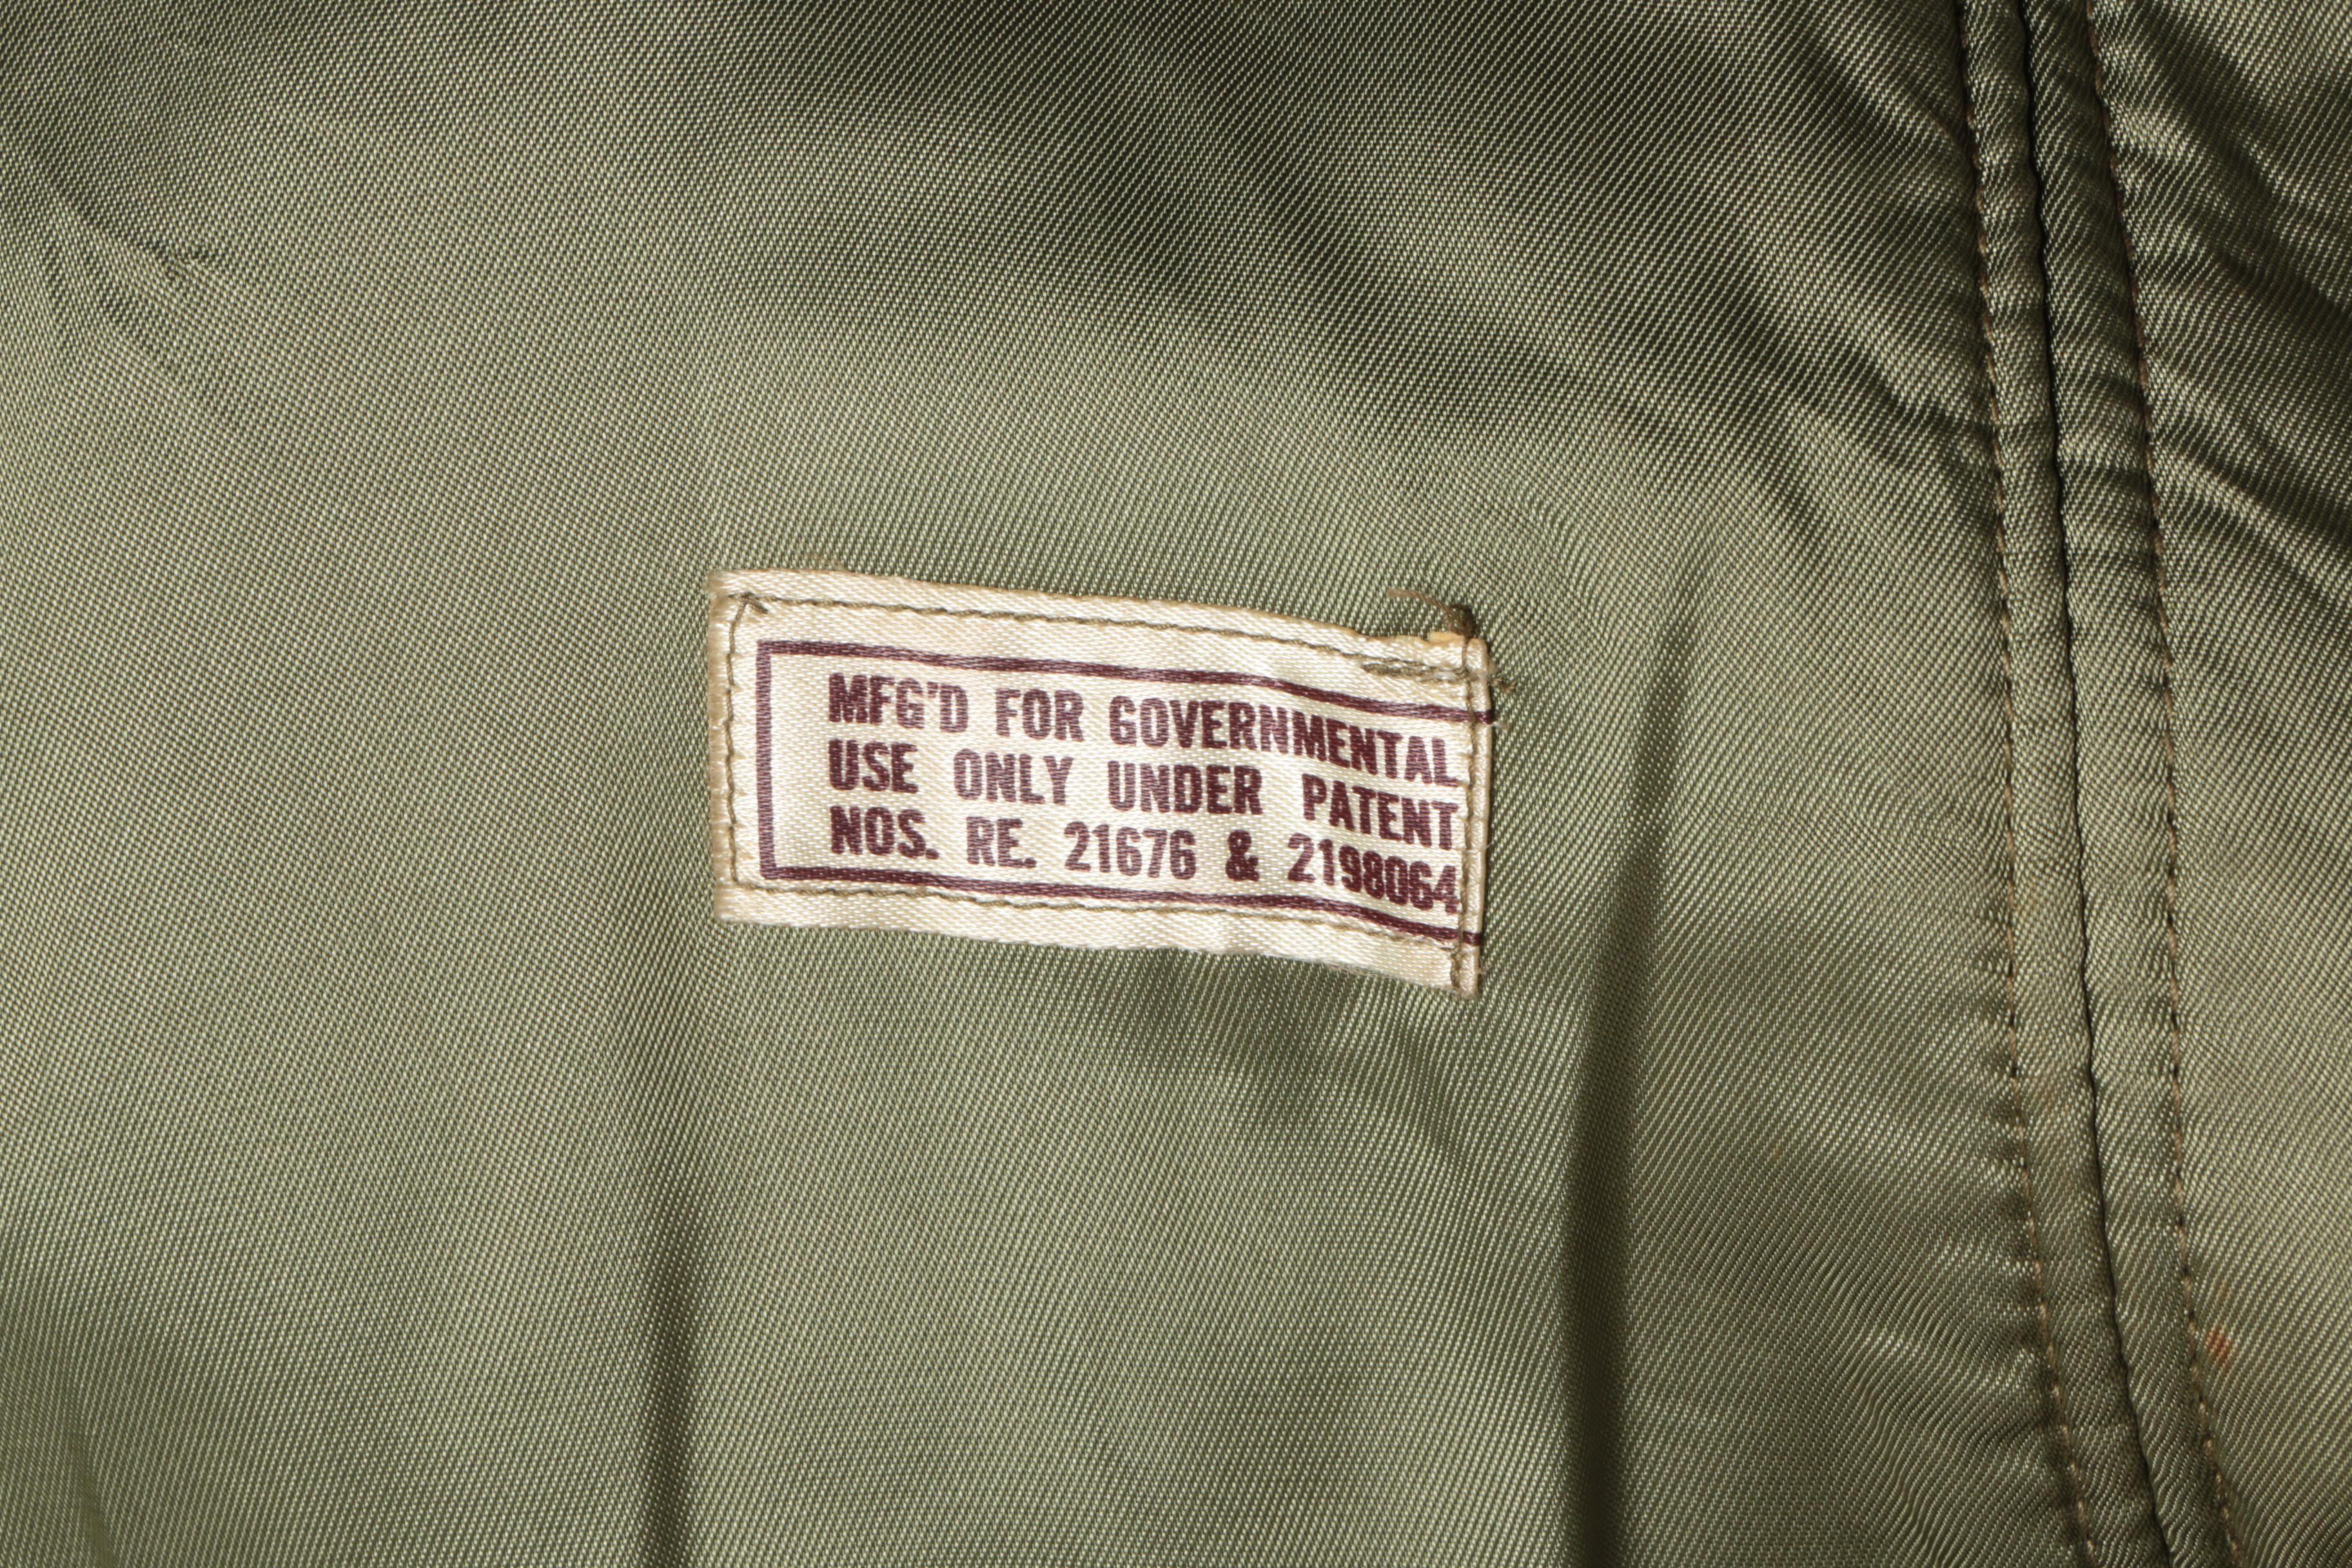 MFG'D FOR GOVERNMENTAL
USE ONLY UNDER PATENT
NOS. RE. 21676 & 2198064